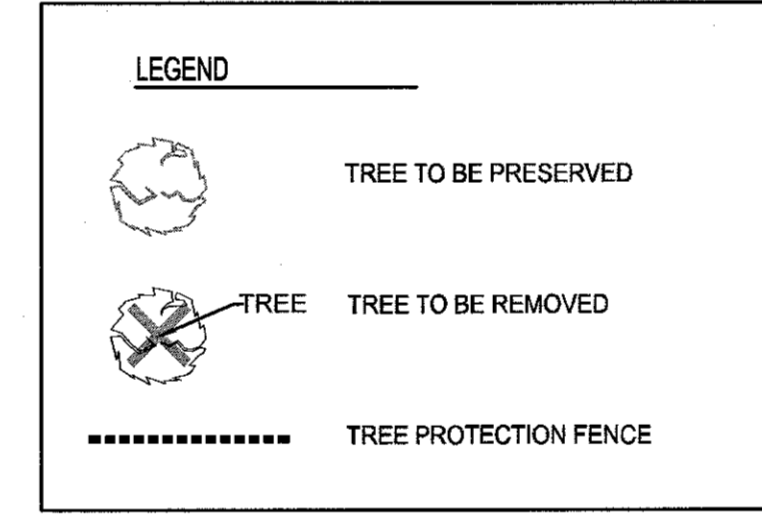 LEGEND
TREE TO BE PRESERVED
TREE TREE TO BE REMOVED
TREE PROTECTION FENCE